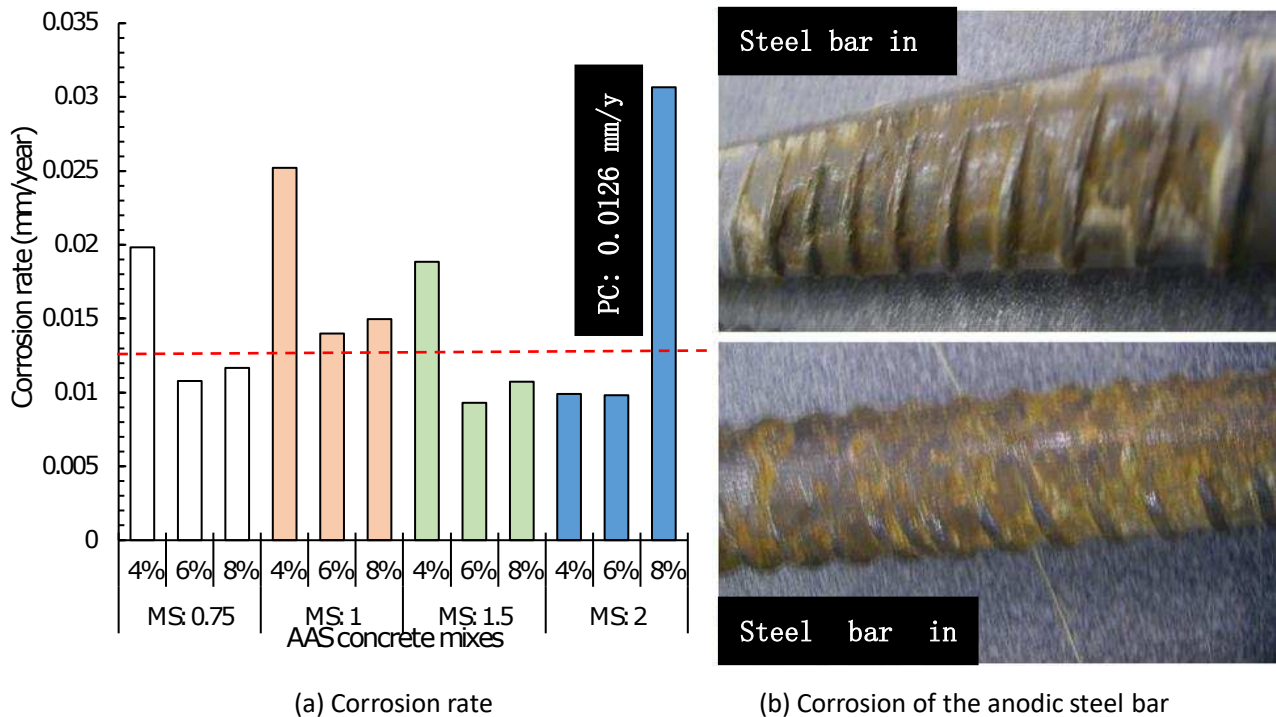 0.035
0.03
0.025
0.02
0.015
0.01
0.005
0
Corrosion rate (mm/year)
PC: 0.0126 mm/y
4% 6% 8% 4% 6% 8% 4% 6% 8% 4% 6% 8%
MS: 0.75 MS: 1 MS: 1.5 MS: 2
AAS concrete mixes
(a) Corrosion rate
Steel bar in
Steel bar in
(b) Corrosion of the anodic steel bar